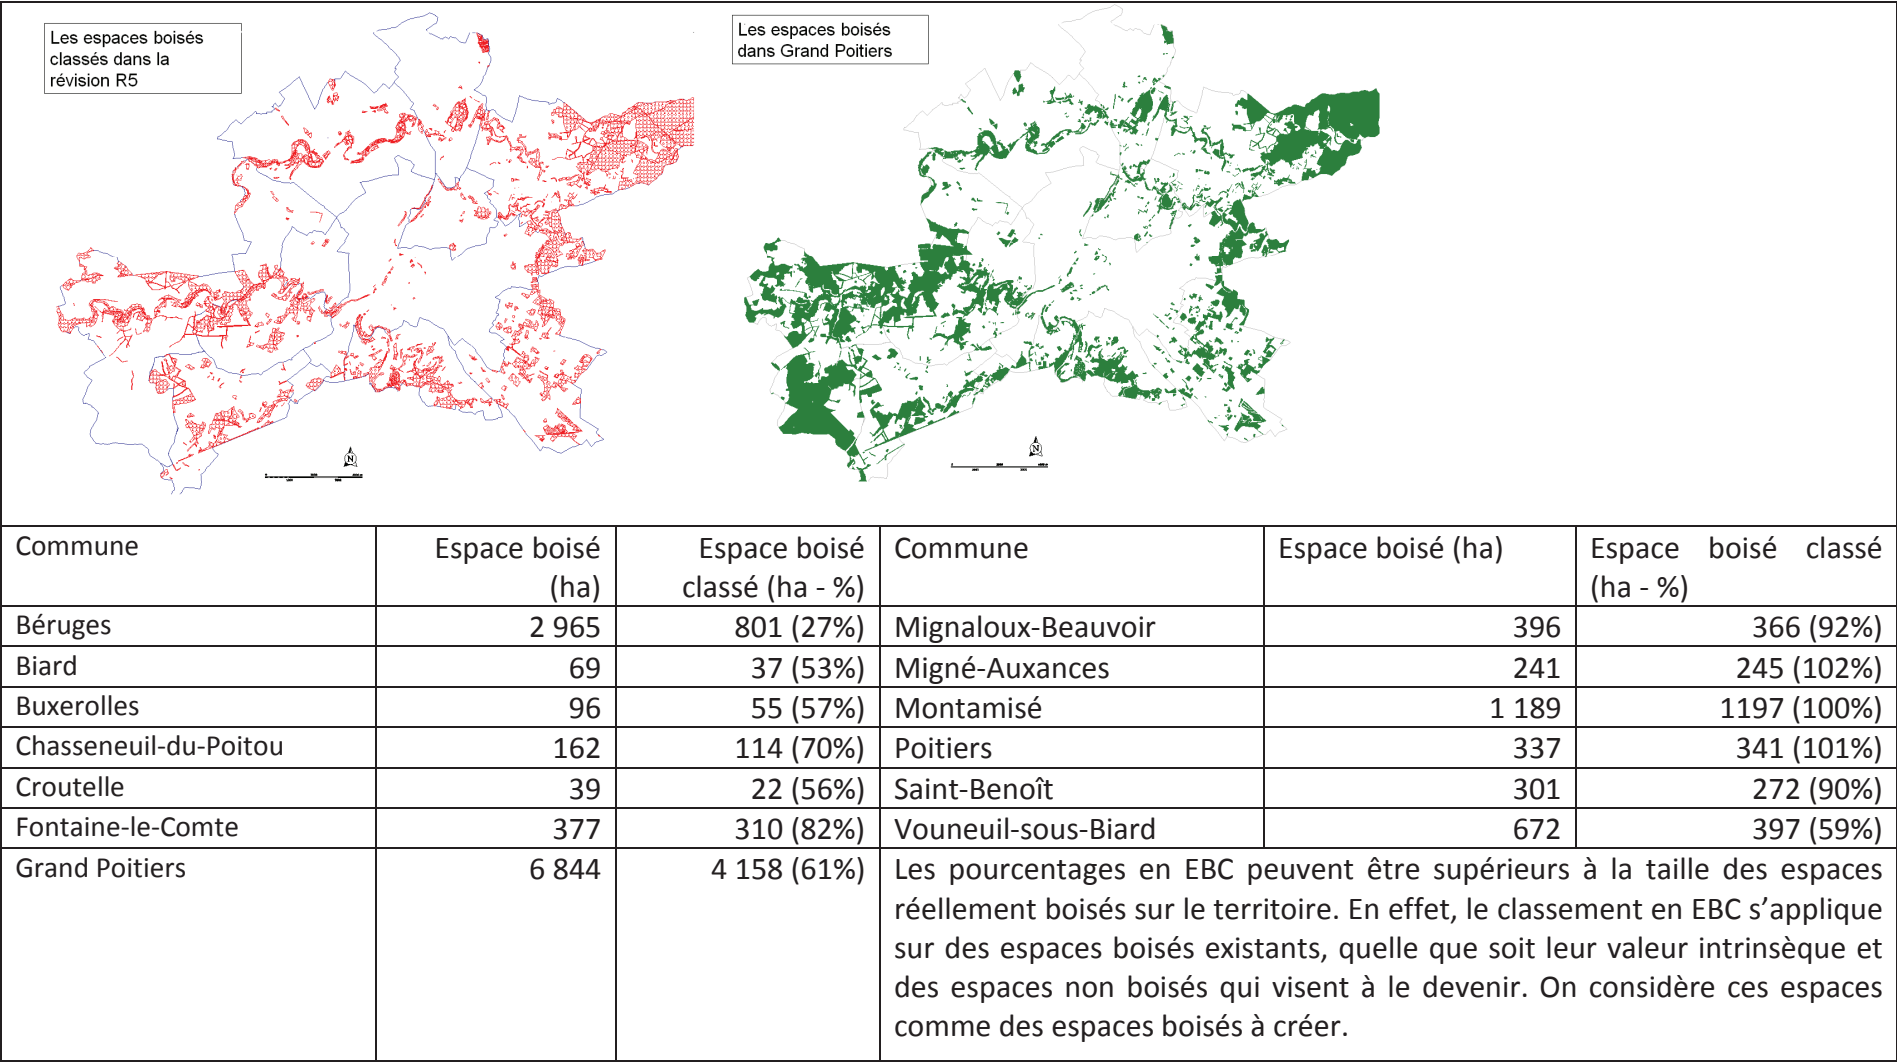 Les espaces boisés
classés dans la
révision R5
Les espaces boisés
dans Grand Poitiers
N
N
Commune
Espace boisé
(ha)
Espace boisé
classé (ha - %)
Commune
Espace boisé (ha)
Espace boisé classé
(ha - %)
Béruges 2 965 801 (27%) Mignaloux-Beauvoir 396 366 (92%)
Biard 69 37 (53%) Migné-Auxances 241 245 (102%)
Buxerolles 96 55 (57%) Montamisé 1 189 1197 (100%)
Chasseneuil-du-Poitou 162 114 (70%) Poitiers 337 341 (101%)
Croutelle 39 22 (56%) Saint-Benoît 301 272 (90%)
Fontaine-le-Comte 377 310 (82%) Vouneuil-sous-Biard 672 397 (59%)
Grand Poitiers 6 844 4 158 (61%)
Les pourcentages en EBC peuvent être supérieurs à la taille des espaces
réellement boisés sur le territoire. En effet, le classement en EBC s’applique
sur des espaces boisés existants, quelle que soit leur valeur intrinsèque et
des espaces non boisés qui visent à le devenir. On considère ces espaces
comme des espaces boisés à créer.